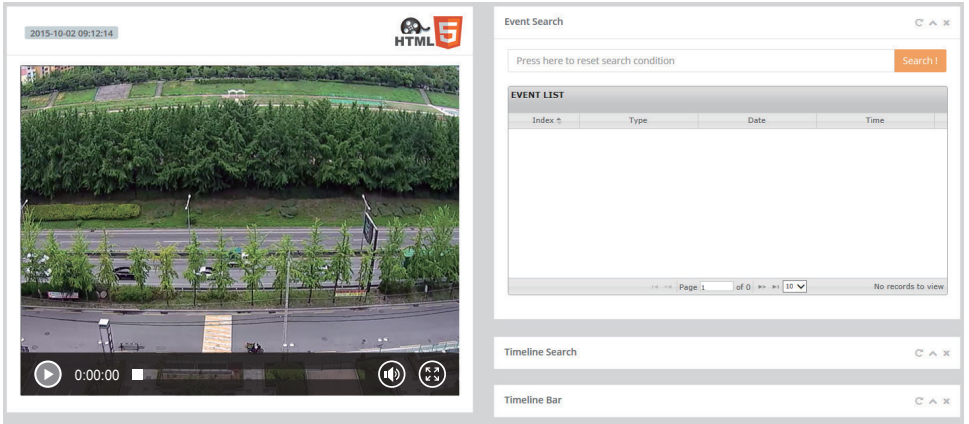 2015-10-02 09:12:14
HTML
5
0:00:00
Event Search
Press here to reset search condition
Search !
EVENT LIST
Index Type Date Time
Page 1 of 0 10 No records to view
Timeline Search
Timeline Bar